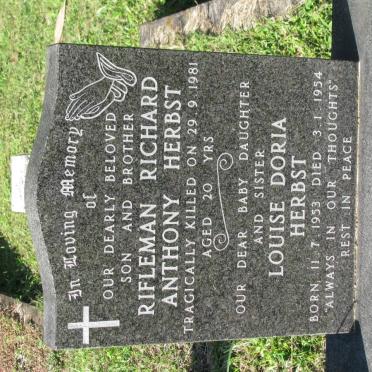 In Loving Memory
of
OUR DEARLY BELOVED
SON AND BROTHER
RIFLEMAN RICHARD
ANTHONY HERBST
TRAGICALLY KILLED ON 29.9.1981
AGED 20 YRS
OUR DEAR BABY DAUGHTER
AND SISTER
LOUISE DORIA
HERBST
BORN 11.7.1953 DIED 3.1.1954
"ALWAYS IN OUR THOUGHTS"
REST IN PEACE